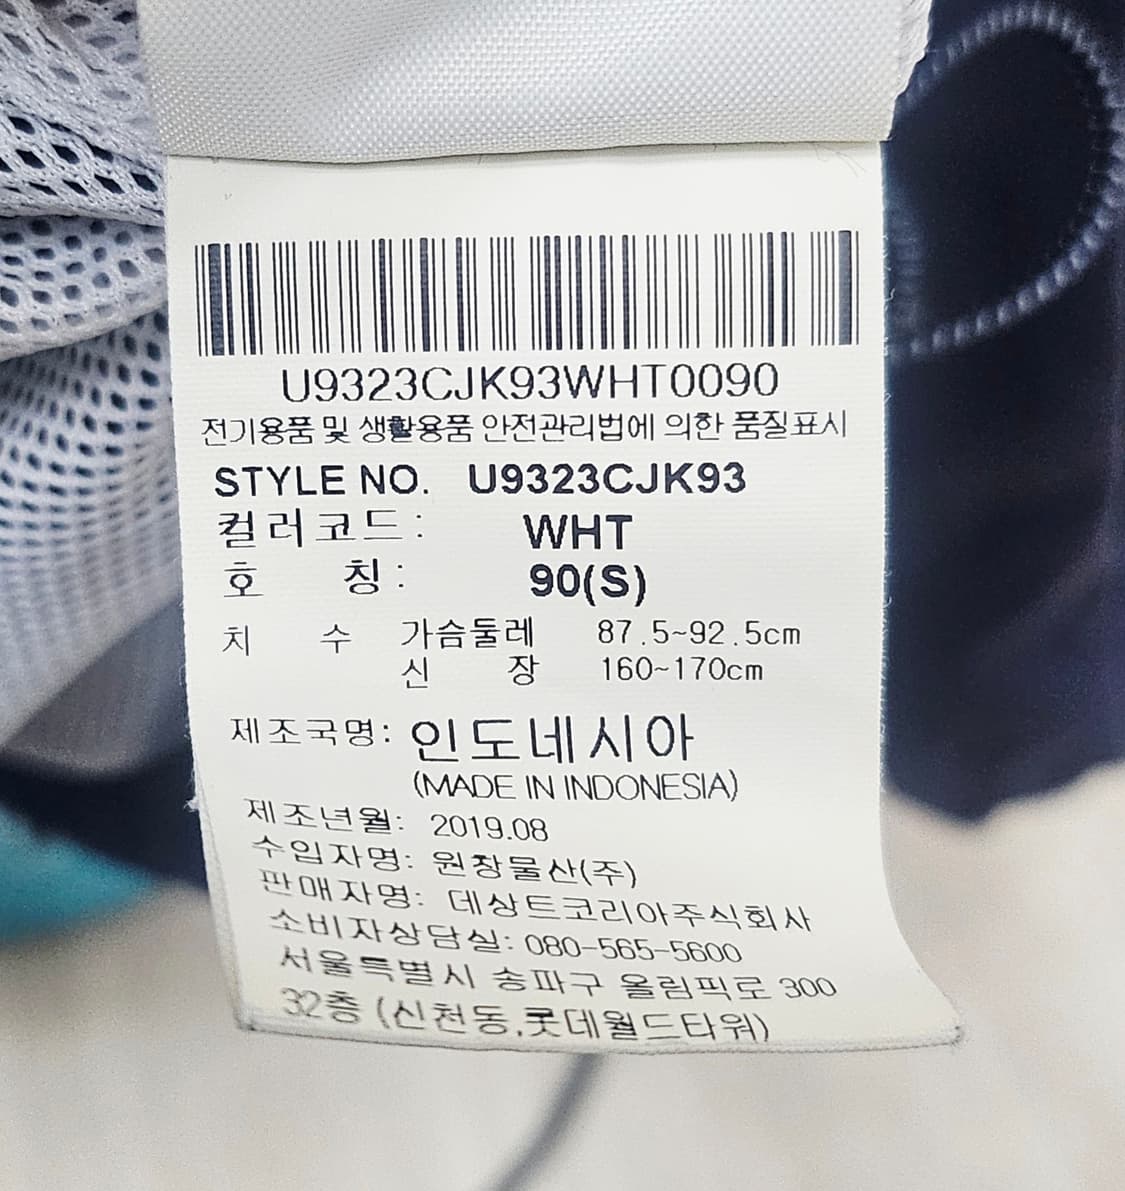 U9323CJK93WHT0090
전기용품 및 생활용품 안전관리법에 의한 품질표시
STYLE NO. U9323CJK93
컬러코드: WHT
호 칭: 90(S)
치 수 가슴둘레 87.5~92.5cm
신 장 160~170cm
제조국명: 인도네시아
(MADE IN INDONESIA)
제조년월: 2019.08
수입자명: 원창물산(주)
판매자명: 데상트코리아주식회사
소비자상담실: 080-565-5600
서울특별시 송파구 올림픽로 300
32층 (신천동,롯데월드타워)